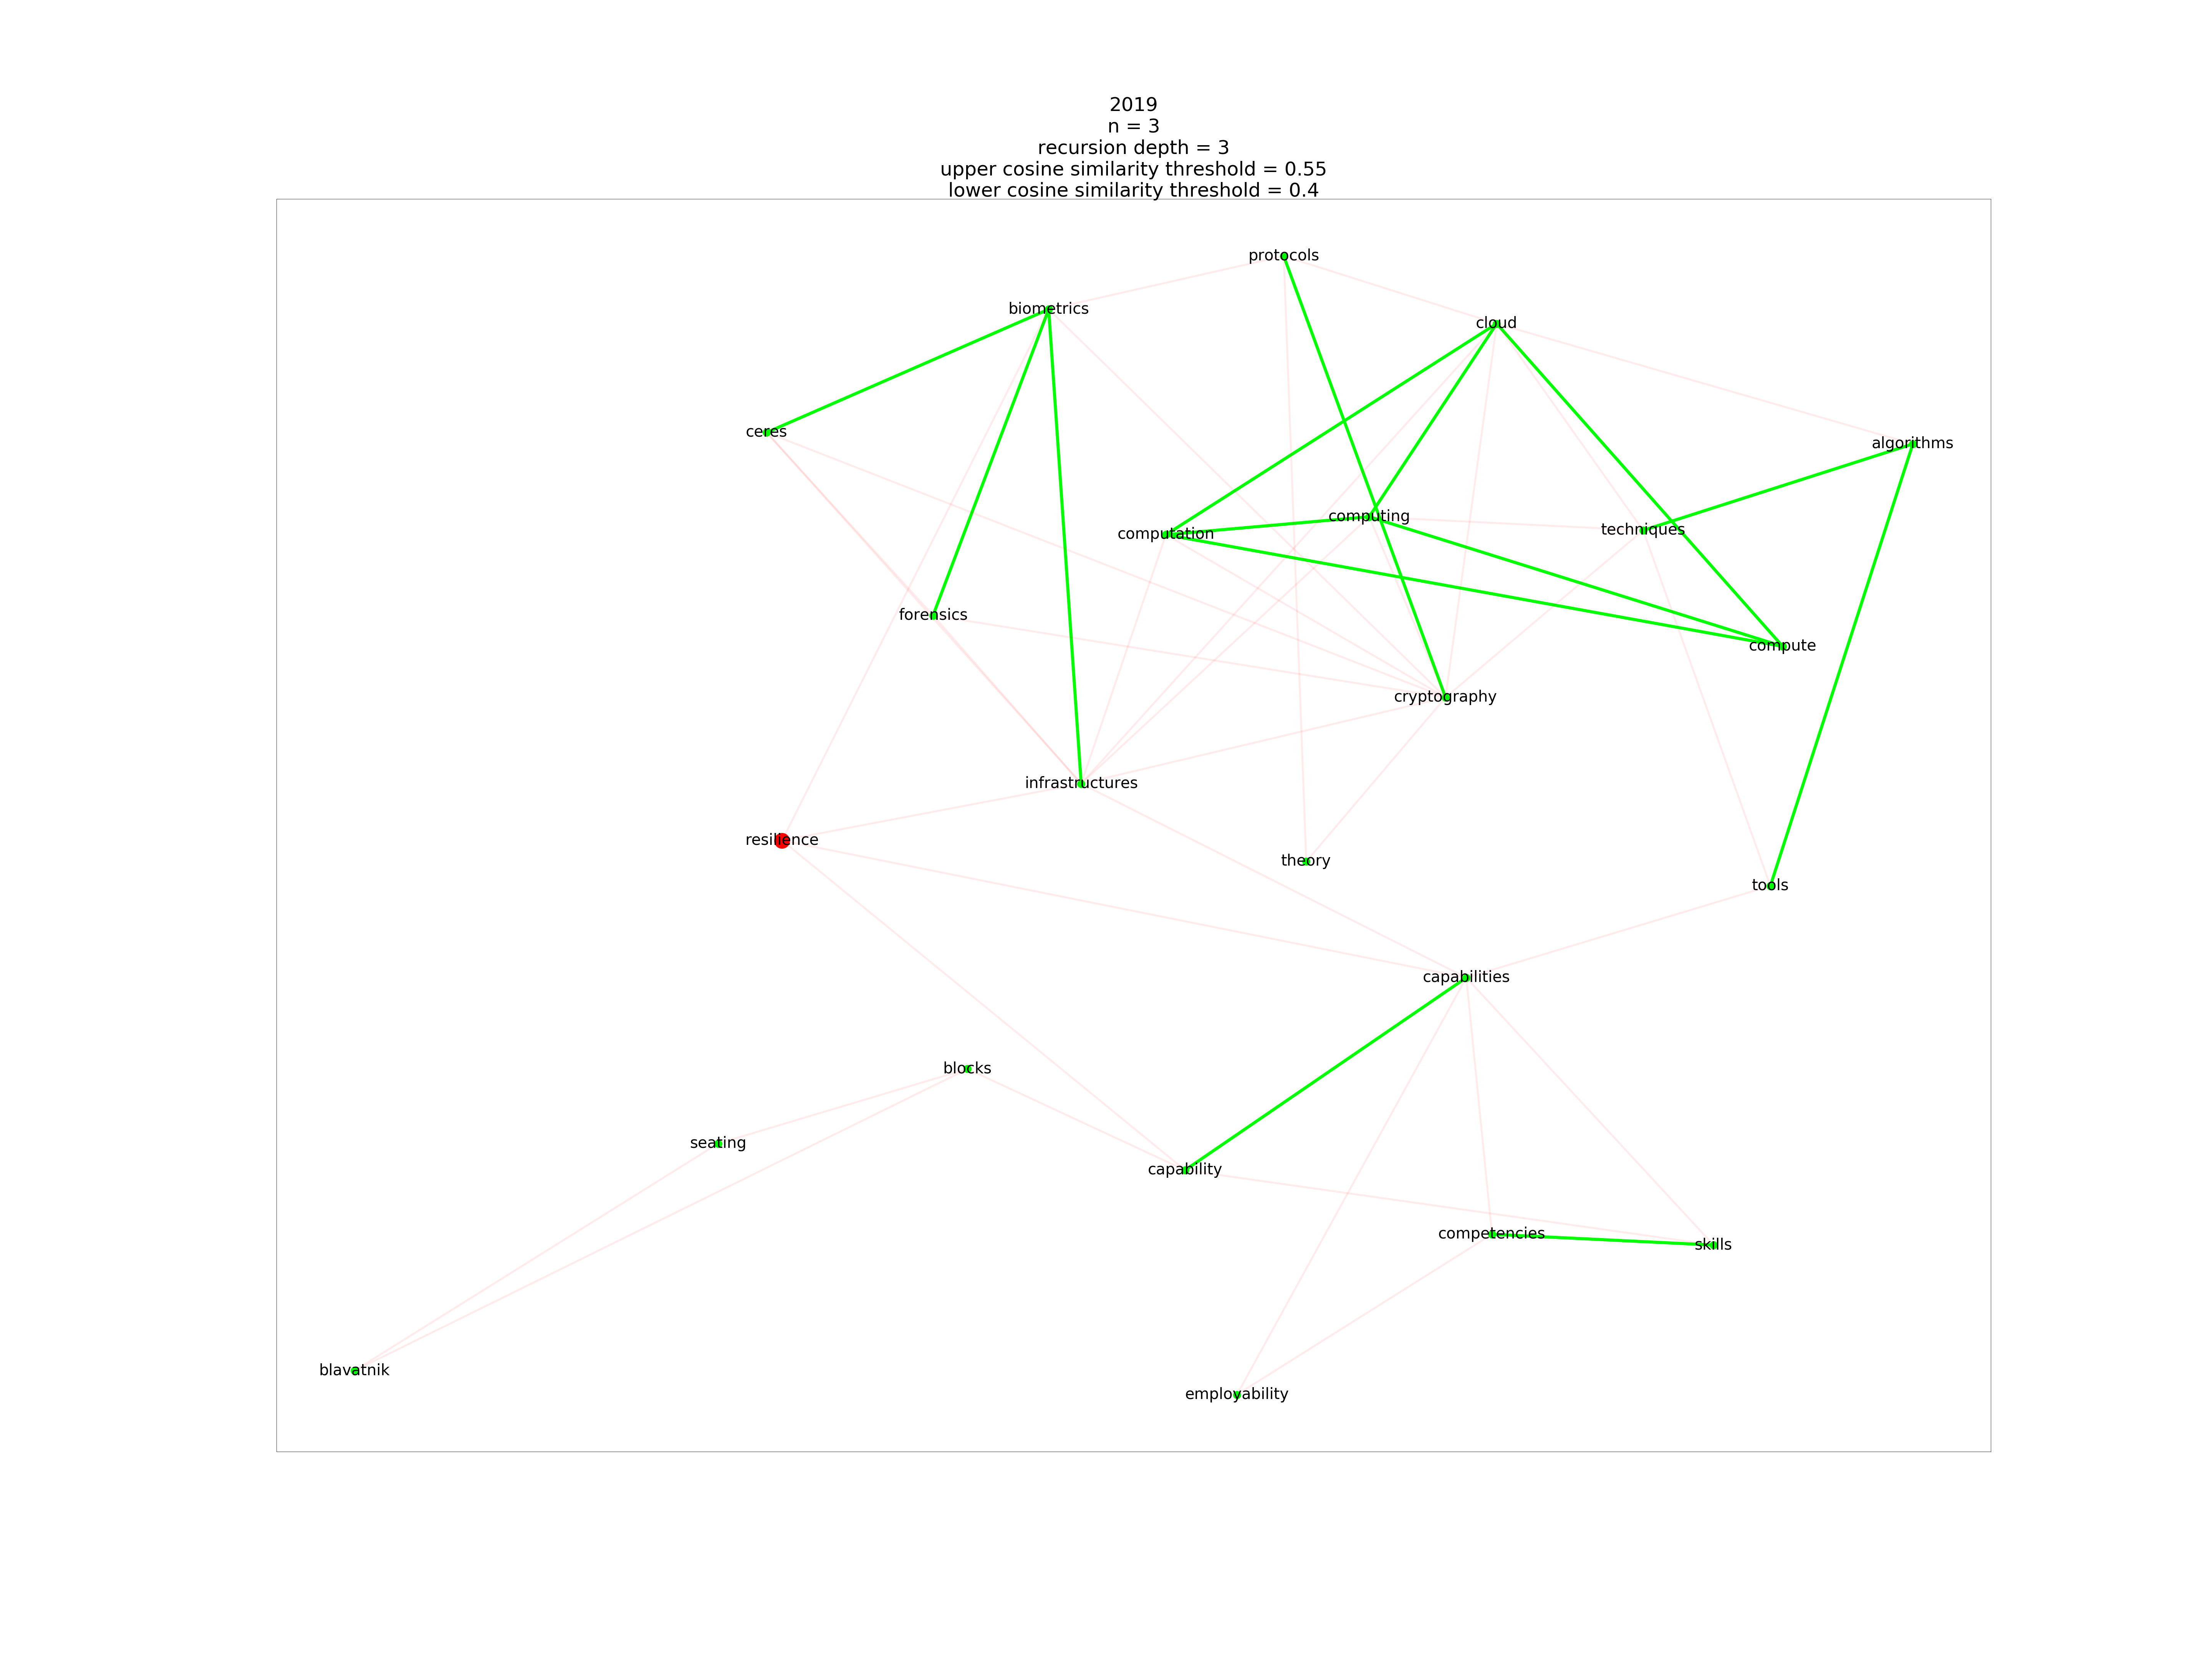 2019
n = 3
recursion depth = 3
upper cosine similarity threshold = 0.55
lower cosine similarity threshold = 0.4
protocols
biometrics
cloud
ceres
algorithms
computing
techniques
computation
forensics
compute
cryptography
infrastructures
resilience
theory
tools
capabilities
blocks
seating
capability
competencies
skills
blavatnik
employability